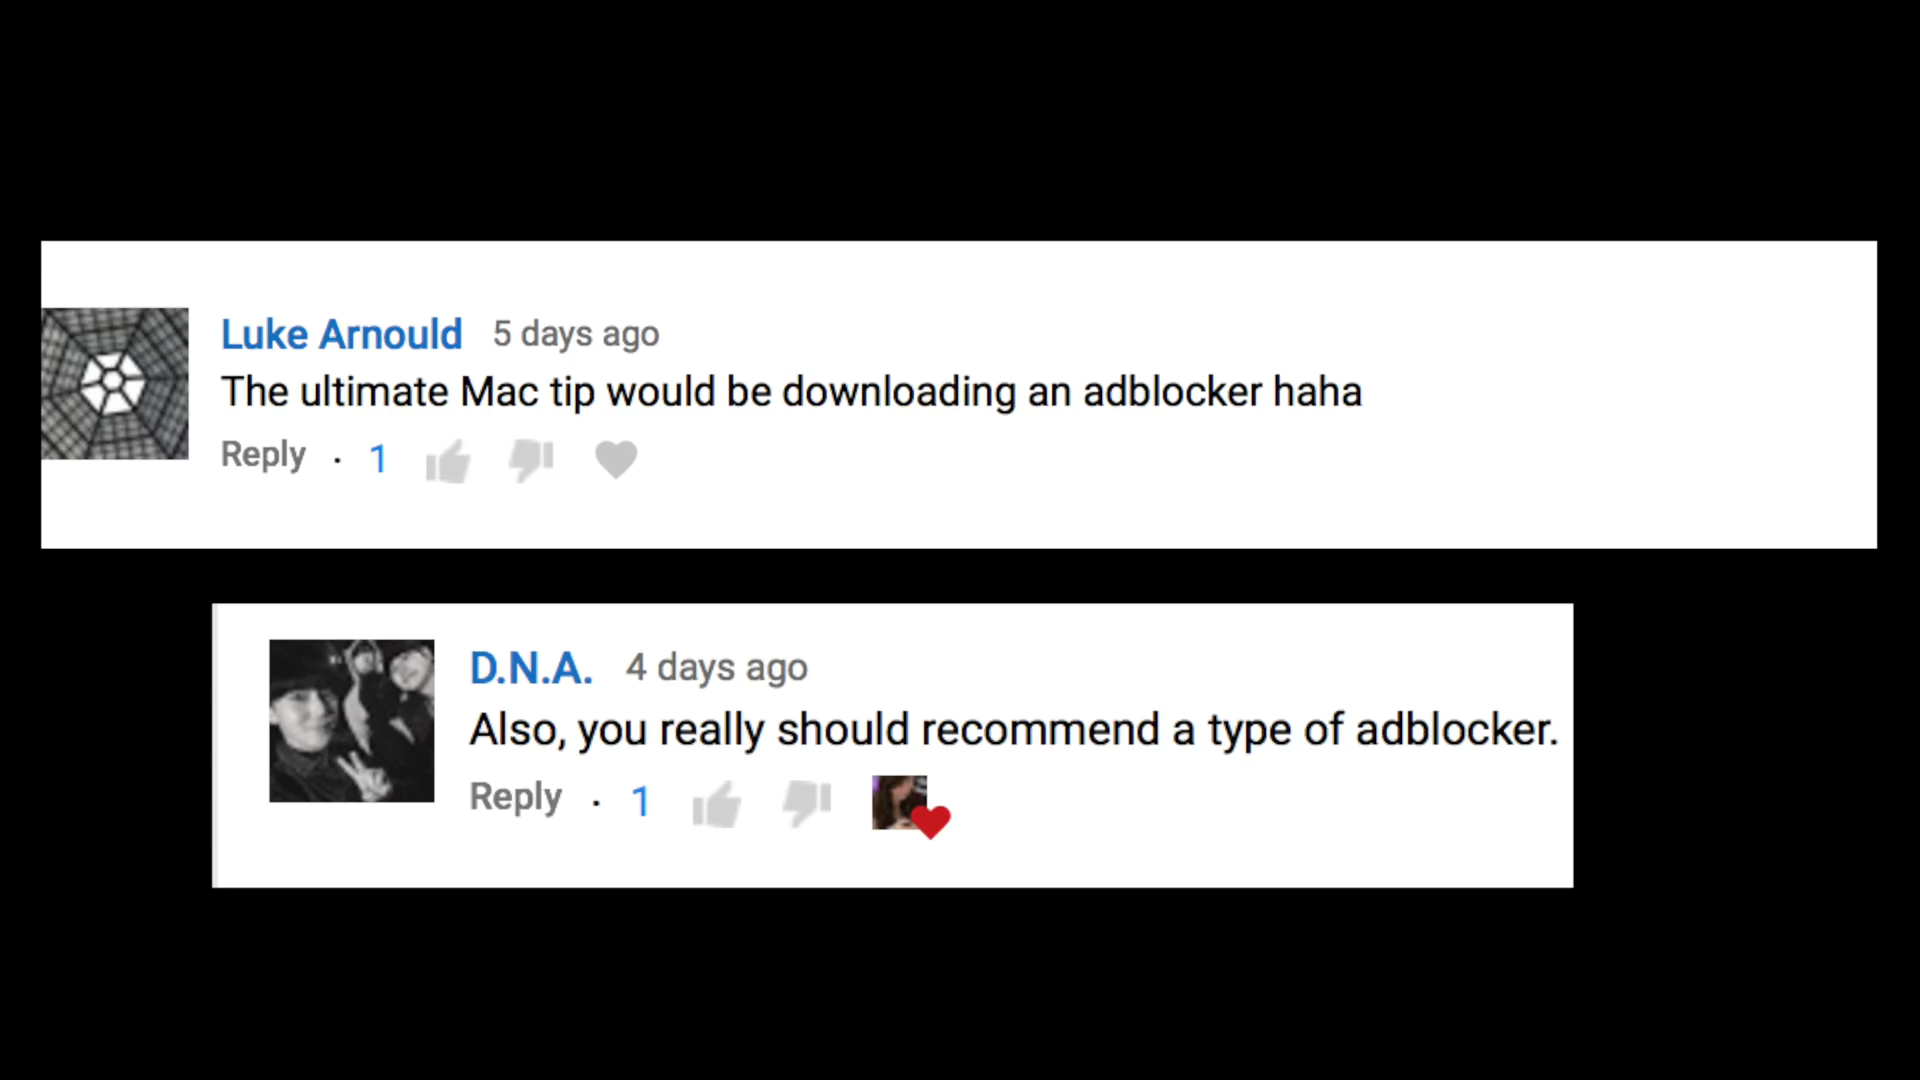 Luke Arnould 5 days ago
The ultimate Mac tip would be downloading an adblocker haha
Reply · 1
D.N.A. 4 days ago
Also, you really should recommend a type of adblocker.
Reply · 1